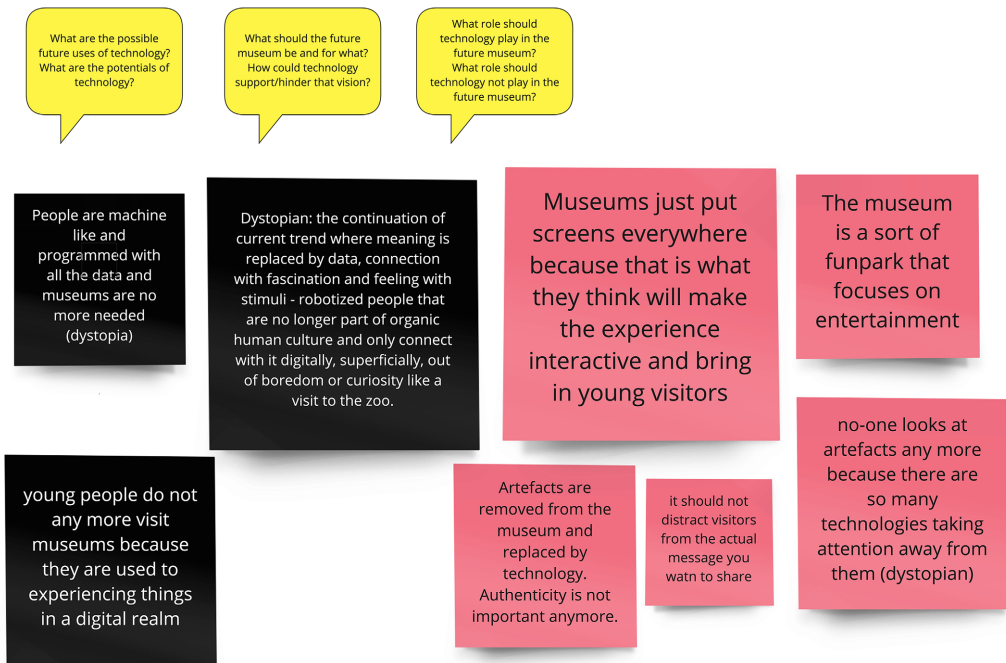 What are the possible
future uses of technology?
What are the potentials of
technology?
What should the future
museum be and for what?
How could technology
support/hinder that vision?
What role should
technology play in the
future museum?
What role should
technology not play in the
future museum?
People are machine
like and
programmed with
all the data and
museums are no
more needed
(dystopia)
Dystopian: the continuation of
current trend where meaning is
replaced by data, connection
with fascination and feeling with
stimuli - robotized people that
are no longer part of organic
human culture and only connect
with it digitally, superficially, out
of boredom or curiosity like a
visit to the zoo.
Museums just put
screens everywhere
because that is what
they think will make
the experience
interactive and bring
in young visitors
The museum
is a sort of
funpark that
focuses on
entertainment
young people do not
any more visit
museums because
they are used to
experiencing things
in a digital realm
Artefacts are
removed from the
museum and
replaced by
technology.
Authenticity is not
important anymore.
it should not
distract visitors
from the actual
message you
watn to share
no-one looks at
artefacts any more
because there are
so many
technologies taking
attention away from
them (dystopian)